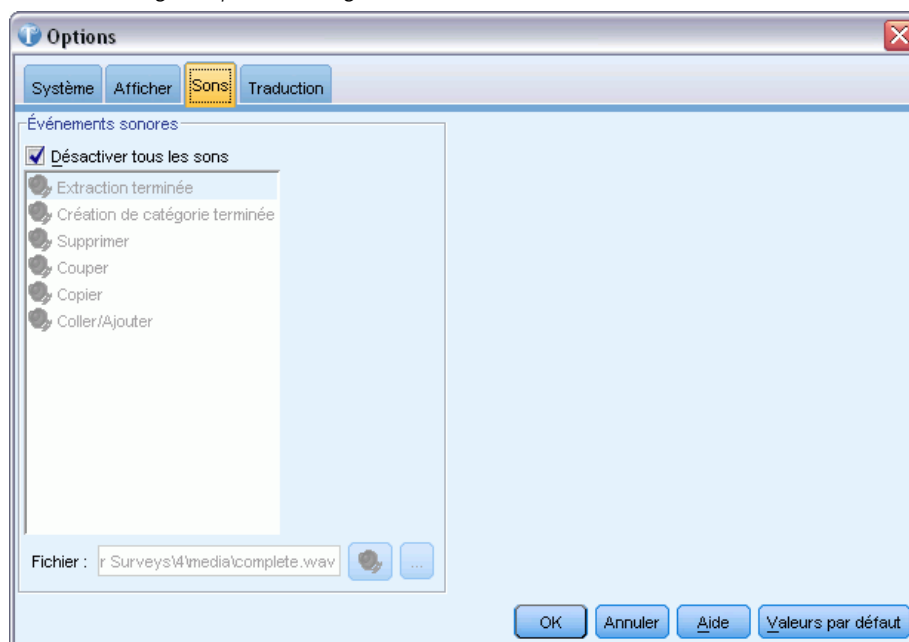 Options
Système Afficher Sons Traduction
Événements sonores
Désactiver tous les sons
Extraction terminée
Création de catégorie terminée
Supprimer
Couper
Copier
Coller/Ajouter
Fichier : r Surveys\4\media\complete.wav ...
OK Annuler Aide Valeurs par défaut